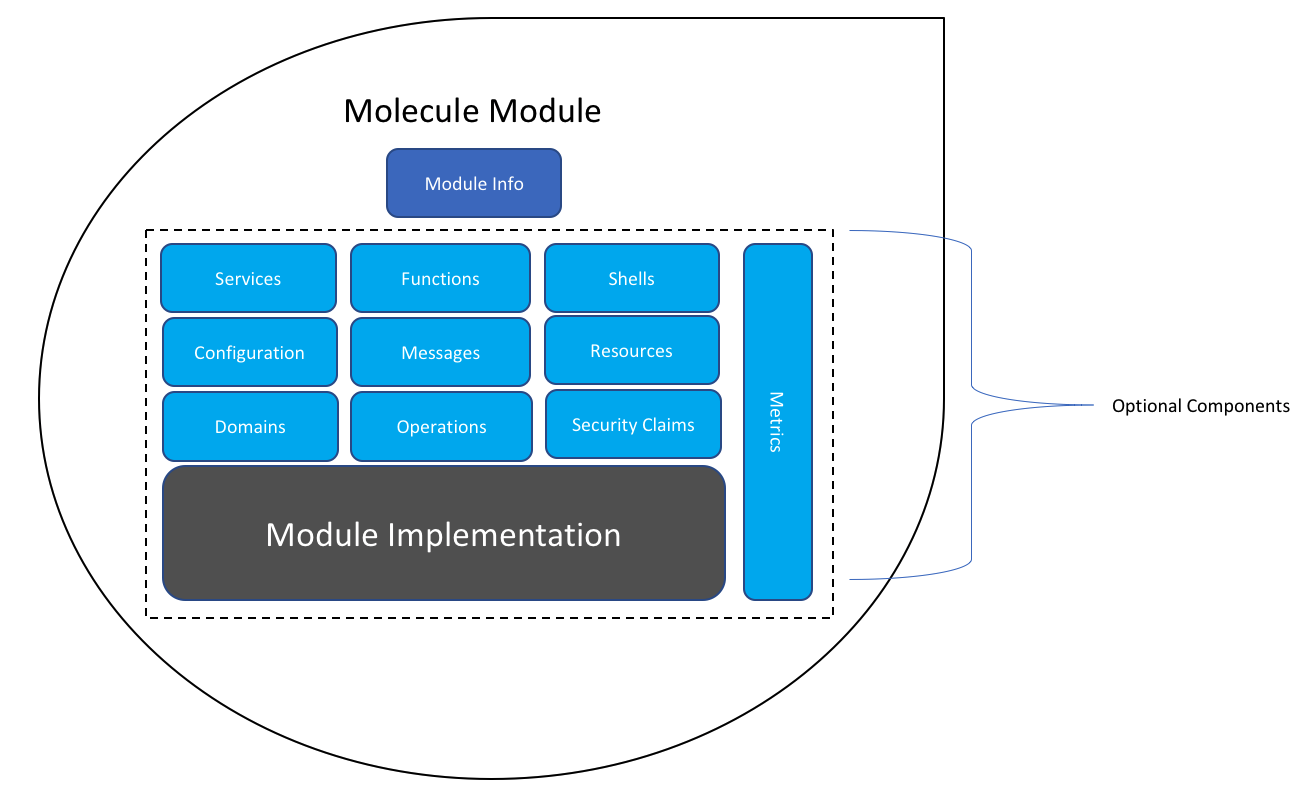 Molecule Module
Module Info
Services
Functions
Shells
Configuration
Messages
Resources
Domains
Operations
Security Claims
Metrics
Module Implementation
Optional Components